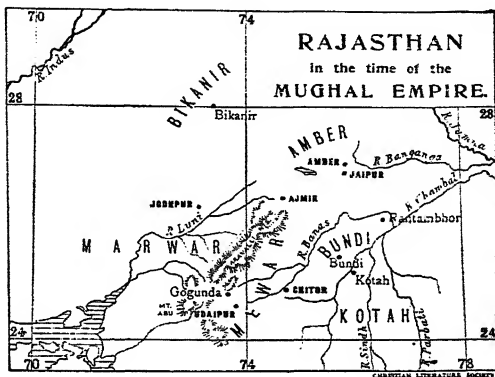 70
74
78
RAJASTHAN
in the time of the
MUGHAL EMPIRE.
R. Indus
28
28
BIKANIR
Bikanir
R. Jumna
AMBER
AMBER
R. Banganga
JAIPUR
R. Chambal
JODHPUR
AJMIR
R. Luni
Rantambhor
MARWAR
R. Banas
BUNDI
Bundi
MEWAR
Gogunda
CHITOR
Kotah
MT. ABU
UDAIPUR
KOTAH
24
24
R. Sindh
R. Parbati
70
74
78
CHRISTIAN LITERATURE SOCIETY